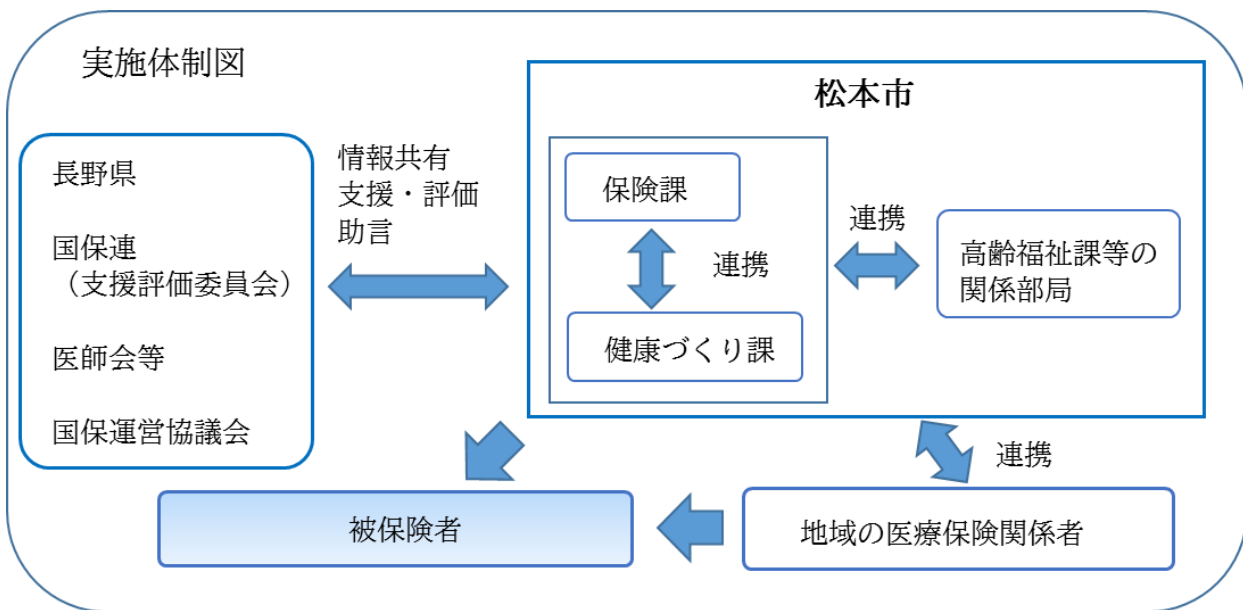 実施体制図
長野県
国保連
（支援評価委員会）
医師会等
国保運営協議会
情報共有
支援・評価
助言
松本市
保険課
連携
健康づくり課
連携
高齢福祉課等の
関係部局
連携
被保険者
地域の医療保険関係者